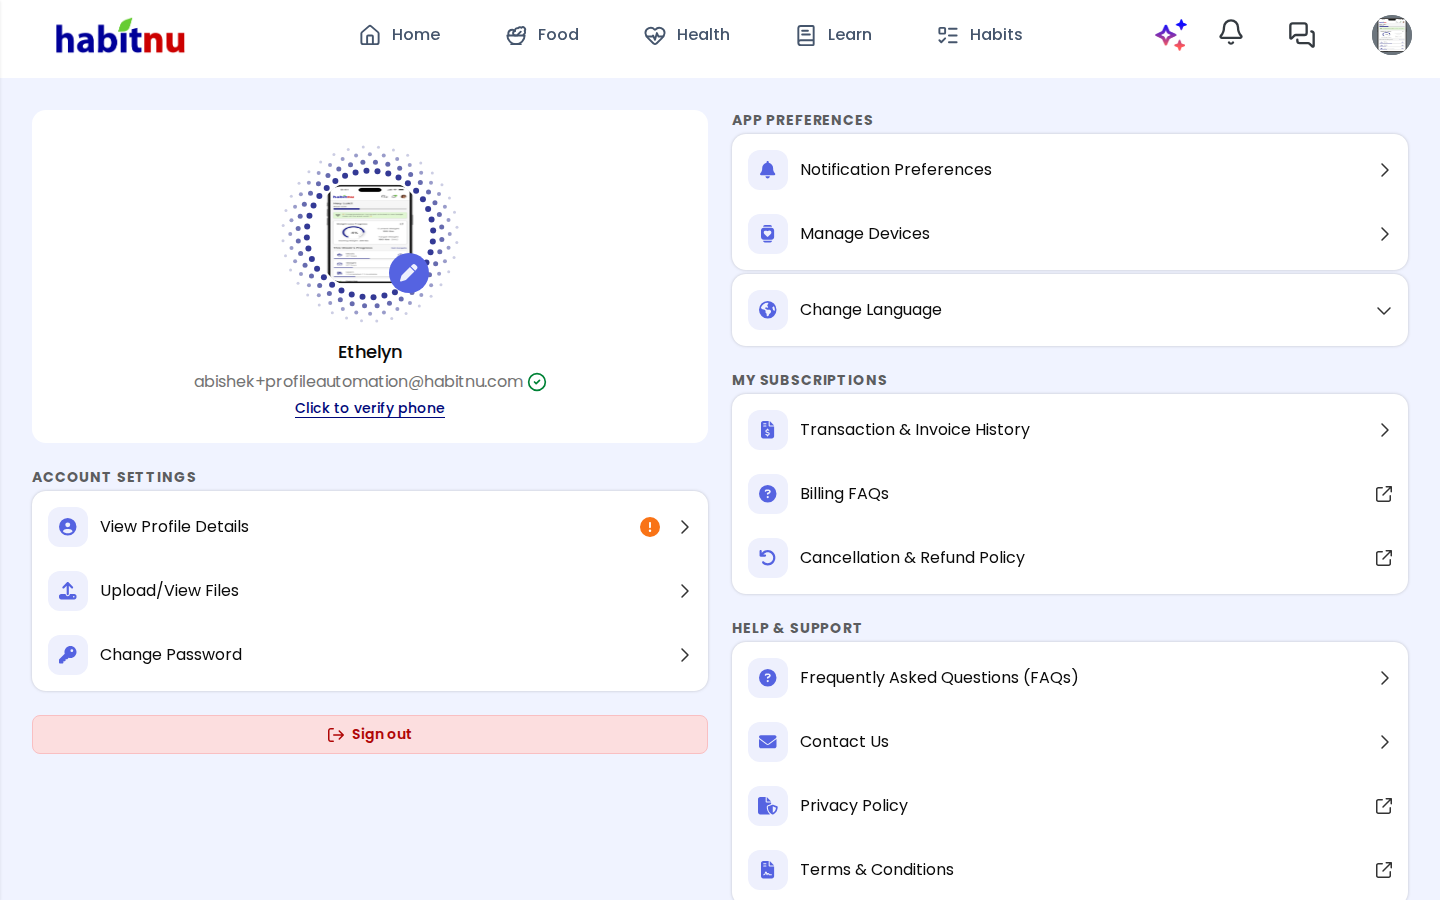 habitnu
Home
Food
Health
Learn
Habits
Ethelyn
abishek+profileautomation@habitnu.com
Click to verify phone
ACCOUNT SETTINGS
View Profile Details
Upload/View Files
Change Password
Sign out
APP PREFERENCES
Notification Preferences
Manage Devices
Change Language
MY SUBSCRIPTIONS
Transaction & Invoice History
Billing FAQs
Cancellation & Refund Policy
HELP & SUPPORT
Frequently Asked Questions (FAQs)
Contact Us
Privacy Policy
Terms & Conditions